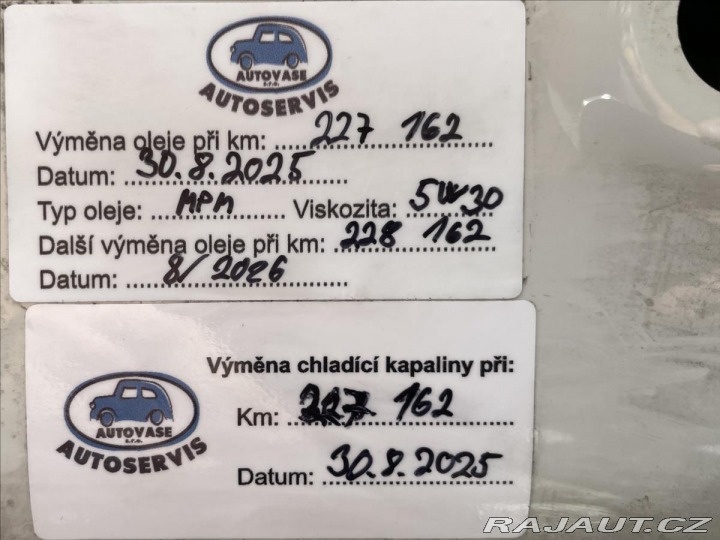 AUTOVASE
s.r.o.
AUTOSERVIS
Výměna oleje při km: 227 162
Datum: 30.8.2025
Typ oleje: MPM Viskozita: 5W30
Další výměna oleje při km: 228 162
Datum: 8/2026
Výměna chladící kapaliny při:
AUTOVASE
s.r.o.
AUTOSERVIS
Km: 227 162
Datum: 30.8.2025
RAJAUT.CZ